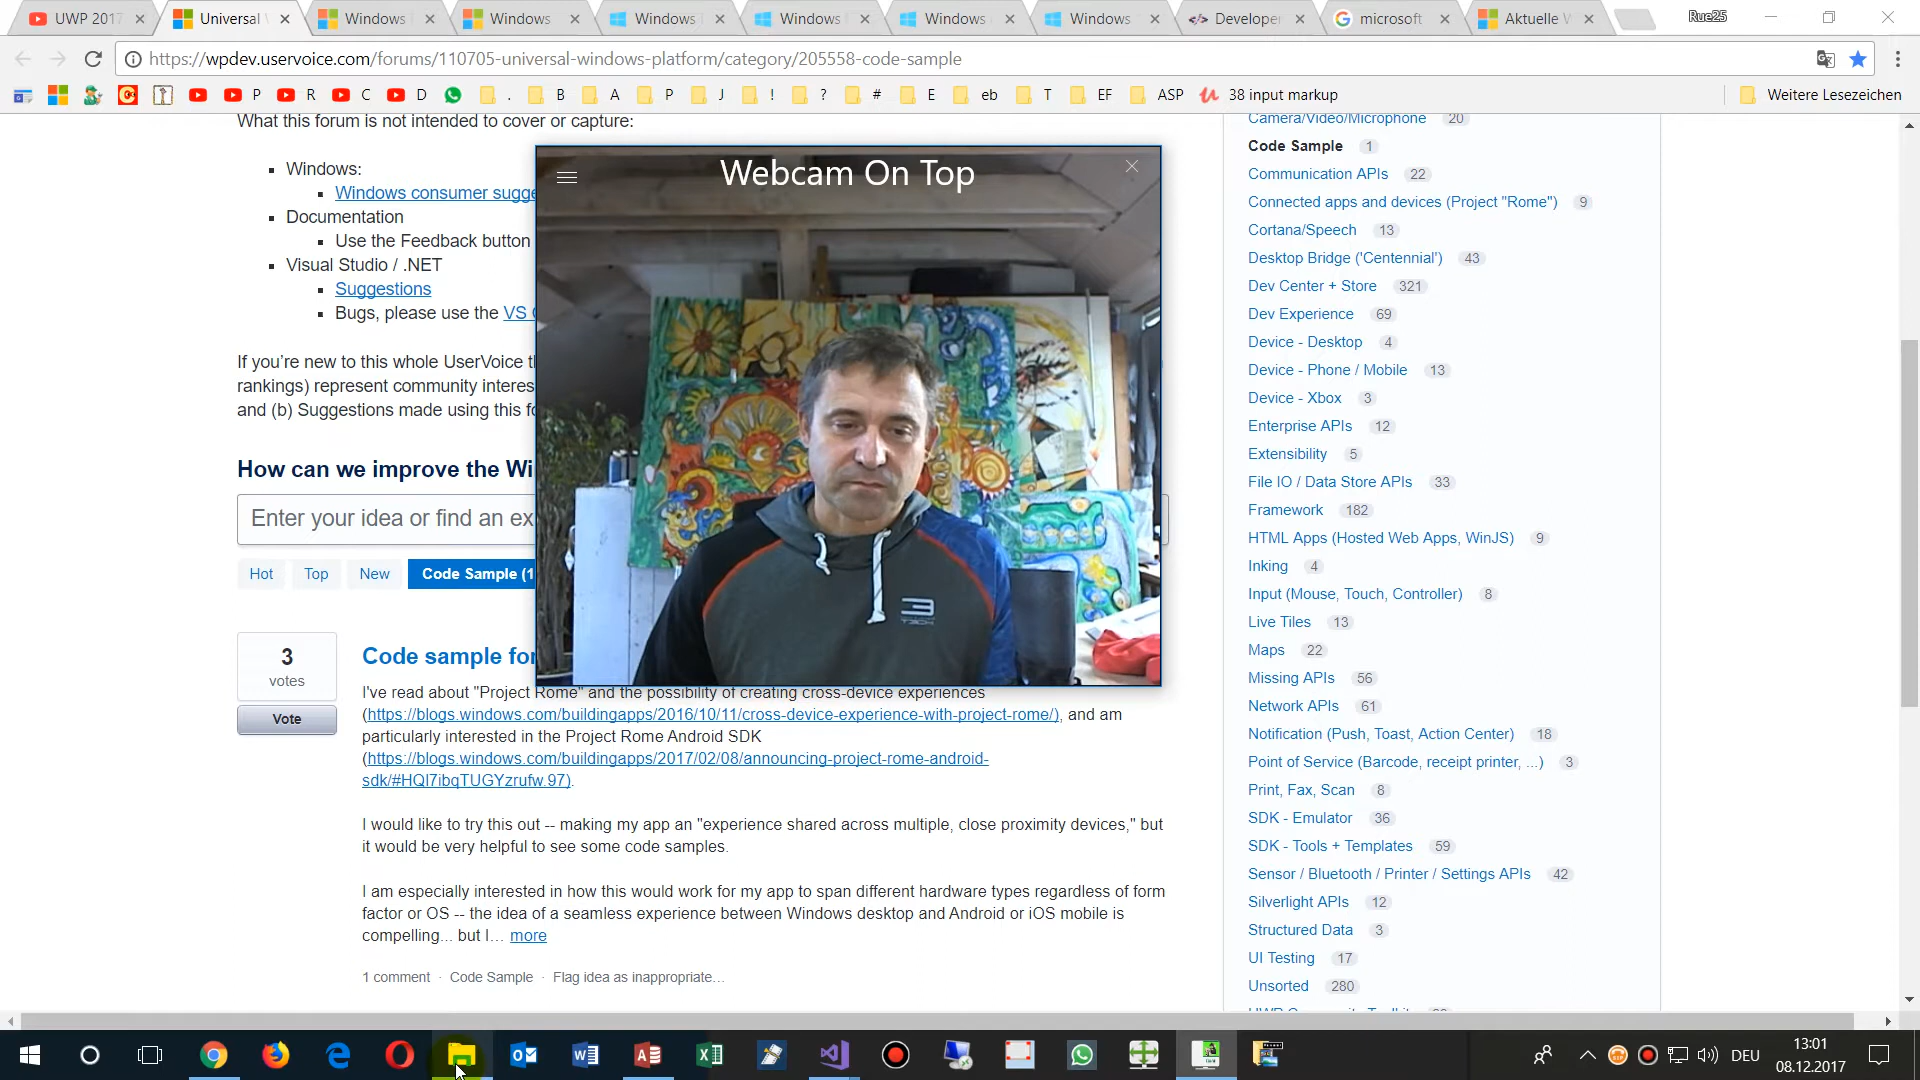 UWP 2017
Universal
Windows
Windows
Windows
Windows
Windows
Windows
Developer
microsoft
Aktuelle
Rue25
https://wpdev.uservoice.com/forums/110705-universal-windows-platform/category/205558-code-sample
P R C D . B A P J ! ? # E eb T EF ASP 38 input markup Weitere Lesezeichen
What this forum is not intended to cover or capture:
Windows:
Windows consumer sugge
Documentation
Use the Feedback button
Visual Studio / .NET
Suggestions
Bugs, please use the VS
If you're new to this whole UserVoice
rankings) represent community interes
and (b) Suggestions made using this
How can we improve the Wi
Enter your idea or find an ex
Hot Top New Code Sample (1
3
votes
Vote
Code sample for
I've read about "Project Rome" and the possibility of creating cross-device experiences
(https://blogs.windows.com/buildingapps/2016/10/11/cross-device-experience-with-project-rome/), and am
particularly interested in the Project Rome Android SDK
(https://blogs.windows.com/buildingapps/2017/02/08/announcing-project-rome-android-
sdk/#HQl7ibqTUGYzrufw.97).
I would like to try this out -- making my app an "experience shared across multiple, close proximity devices," but
it would be very helpful to see some code samples.
I am especially interested in how this would work for my app to span different hardware types regardless of form
factor or OS -- the idea of a seamless experience between Windows desktop and Android or iOS mobile is
compelling... but I… more
1 comment · Code Sample · Flag idea as inappropriate…
Webcam On Top
3
Camera/Video/Microphone 20
Code Sample 1
Communication APIs 22
Connected apps and devices (Project "Rome") 9
Cortana/Speech 13
Desktop Bridge ('Centennial') 43
Dev Center + Store 321
Dev Experience 69
Device - Desktop 4
Device - Phone / Mobile 13
Device - Xbox 3
Enterprise APIs 12
Extensibility 5
File IO / Data Store APIs 33
Framework 182
HTML Apps (Hosted Web Apps, WinJS) 9
Inking 4
Input (Mouse, Touch, Controller) 8
Live Tiles 13
Maps 22
Missing APIs 56
Network APIs 61
Notification (Push, Toast, Action Center) 18
Point of Service (Barcode, receipt printer, ...) 3
Print, Fax, Scan 8
SDK - Emulator 36
SDK - Tools + Templates 59
Sensor / Bluetooth / Printer / Settings APIs 42
Silverlight APIs 12
Structured Data 3
UI Testing 17
Unsorted 280
DEU
13:01
08.12.2017